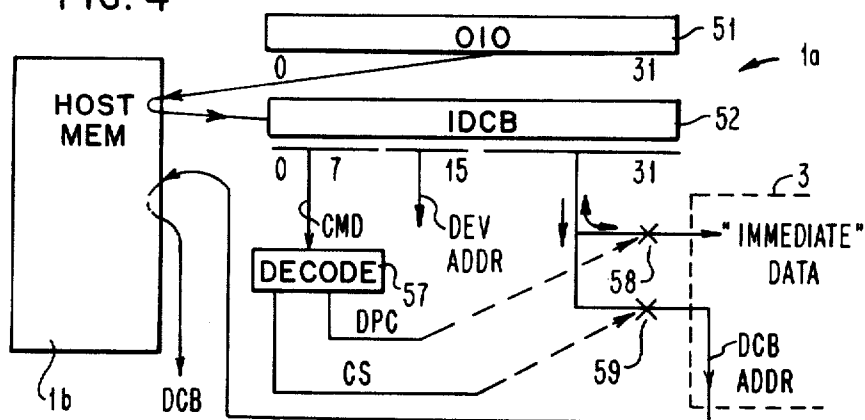 FIG. 4
OIO
51
0
31
1a
HOST
MEM
IDCB
52
0
7
15
31
3
CMD
DEV
ADDR
"IMMEDIATE"
DATA
DECODE
57
58
DPC
59
CS
DCB
ADDR
1b
DCB